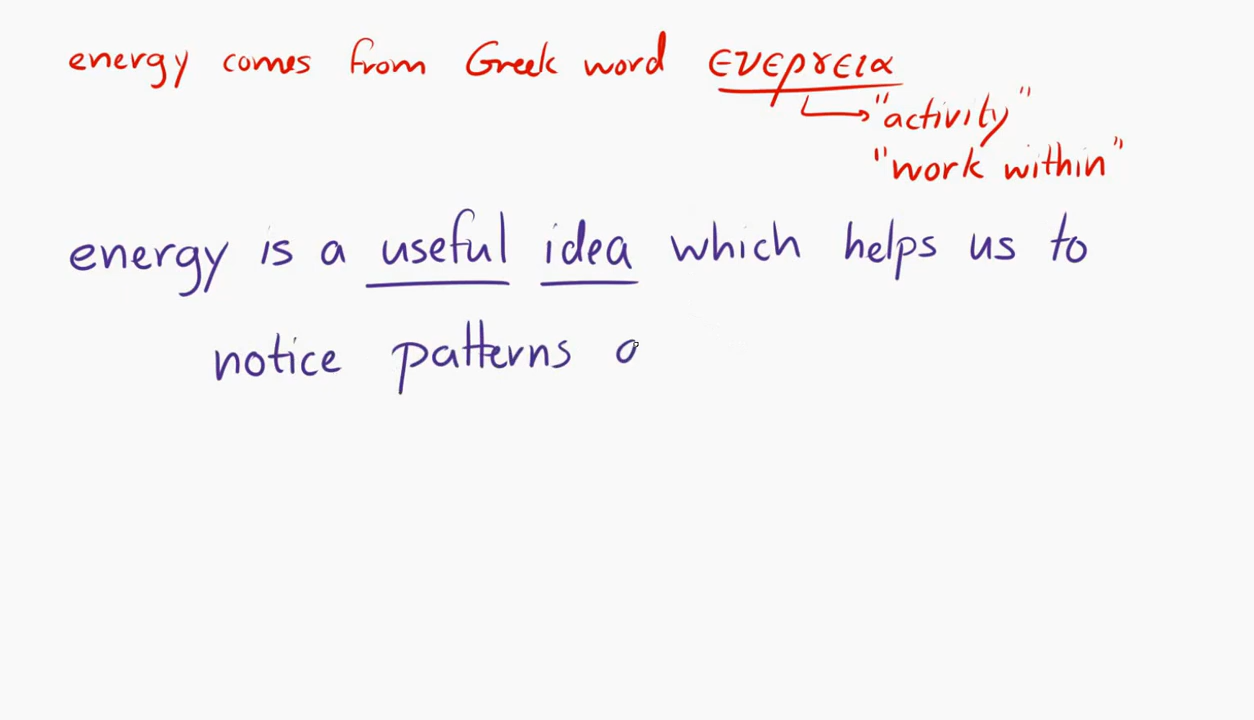 energy comes from Greek word ενεργεια
"activity"
"work within"
energy is a useful idea which helps us to
notice patterns a